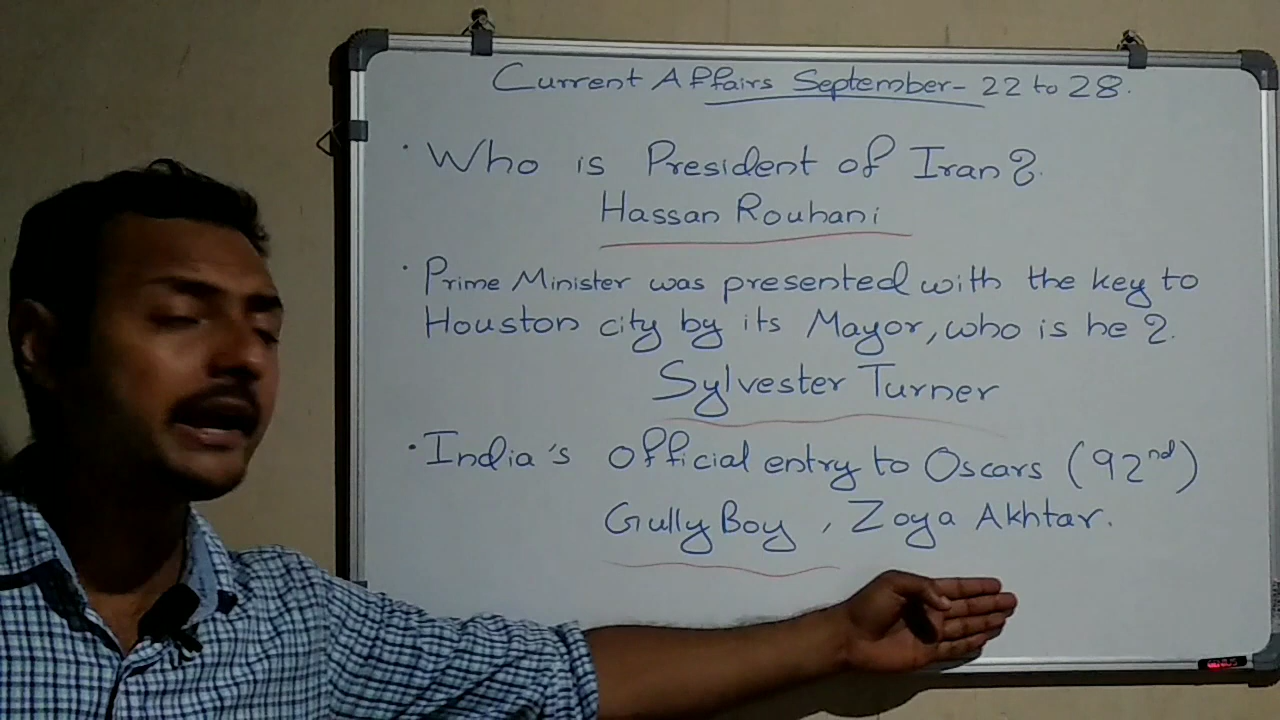 Current Affairs September - 22 to 28.
· Who is President of Iran?
Hassan Rouhani
· Prime Minister was presented with the key to
Houston city by its Mayor, who is he ?
Sylvester Turner
· India's official entry to Oscars (92nd)
Gully Boy , Zoya Akhtar.